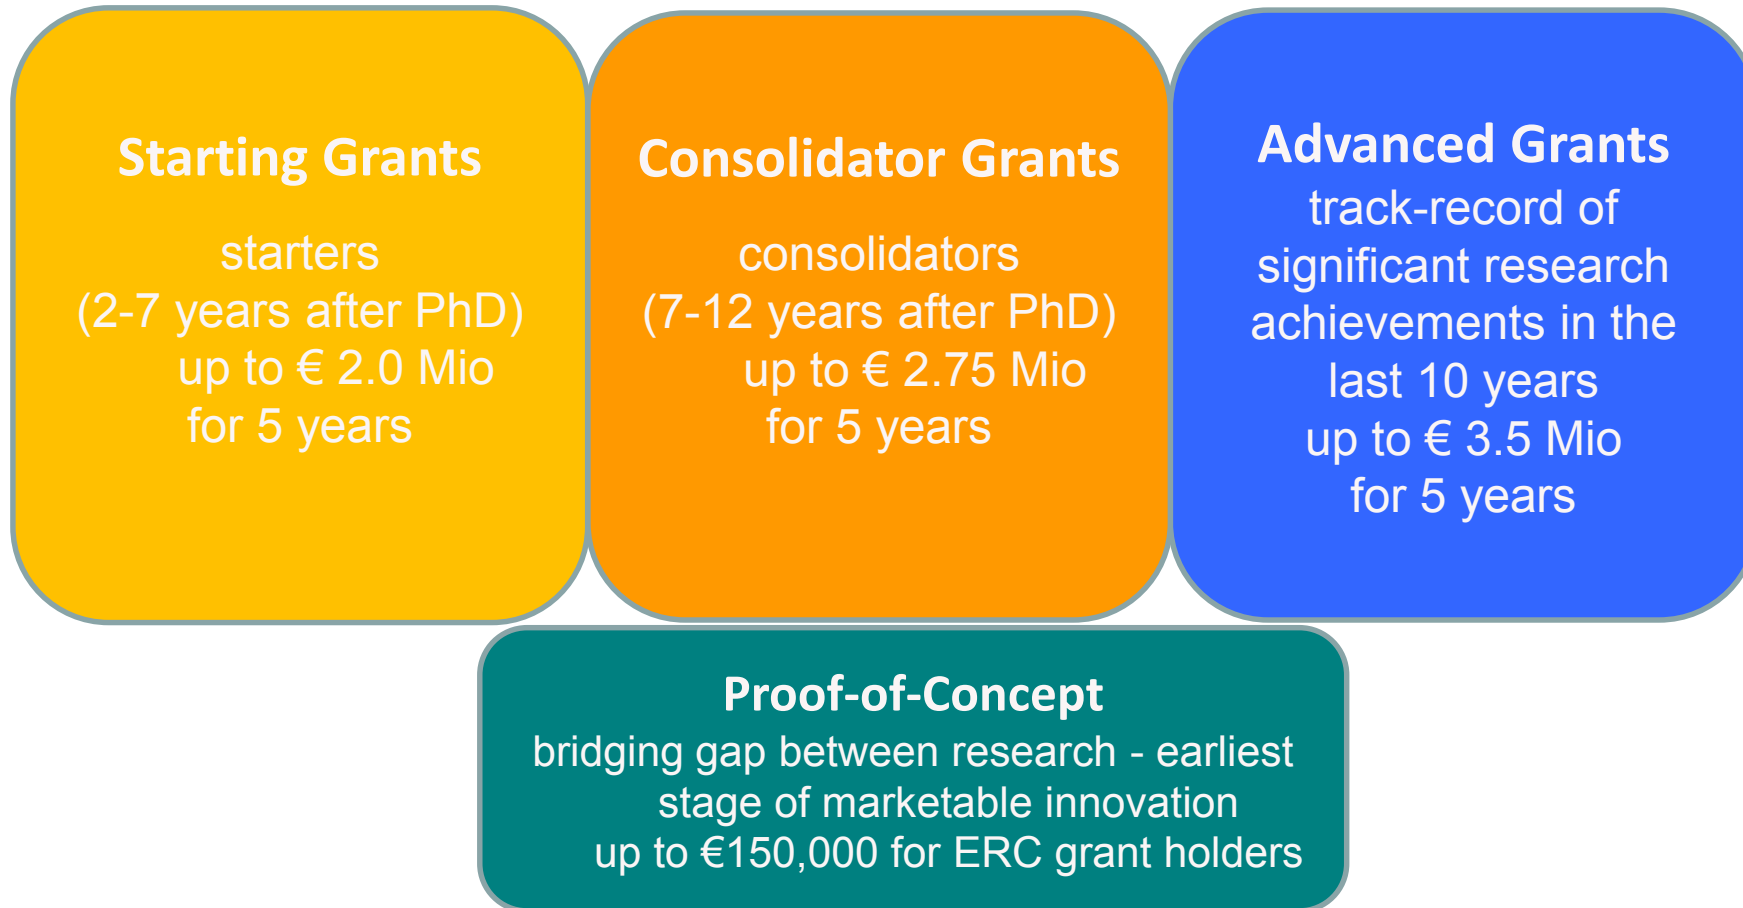 Starting Grants
starters
(2-7 years after PhD)
up to € 2.0 Mio
for 5 years
Consolidator Grants
consolidators
(7-12 years after PhD)
up to € 2.75 Mio
for 5 years
Advanced Grants
track-record of
significant research
achievements in the
last 10 years
up to € 3.5 Mio
for 5 years
Proof-of-Concept
bridging gap between research - earliest
stage of marketable innovation
up to €150,000 for ERC grant holders